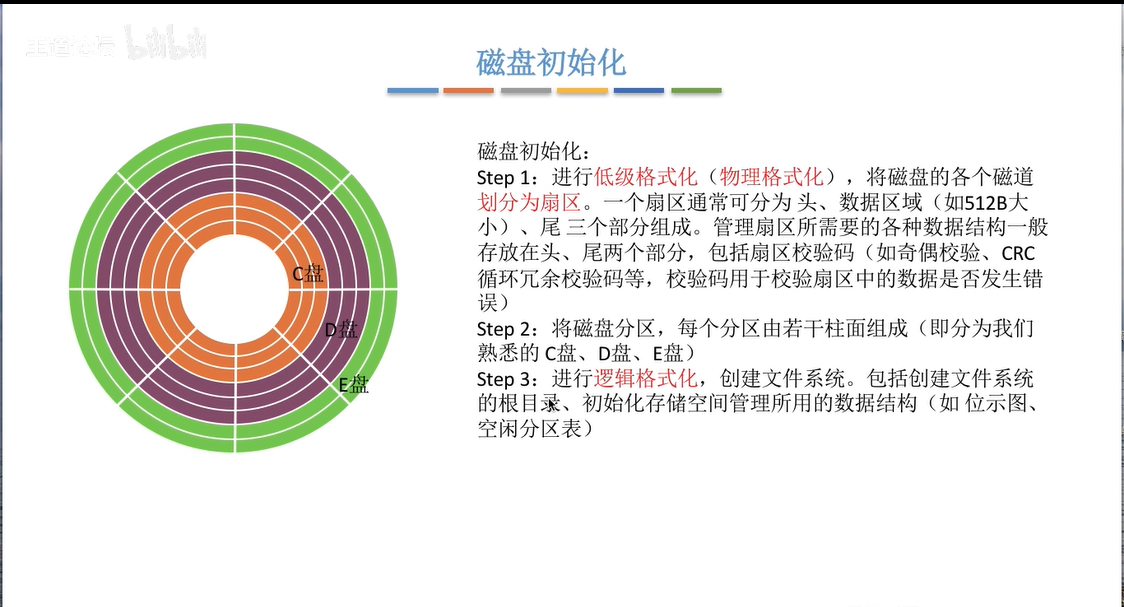 王道论坛 bilibili
磁盘初始化
磁盘初始化：
Step 1：进行低级格式化（物理格式化），将磁盘的各个磁道
划分为扇区。一个扇区通常可分为 头、数据区域（如512B大
小）、尾 三个部分组成。管理扇区所需要的各种数据结构一般
存放在头、尾两个部分，包括扇区校验码（如奇偶校验、CRC
循环冗余校验码等，校验码用于校验扇区中的数据是否发生错
误）
Step 2：将磁盘分区，每个分区由若干柱面组成（即分为我们
熟悉的 C盘、D盘、E盘）
Step 3：进行逻辑格式化，创建文件系统。包括创建文件系统
的根目录、初始化存储空间管理所用的数据结构（如 位示图、
空闲分区表）
C盘
D盘
E盘